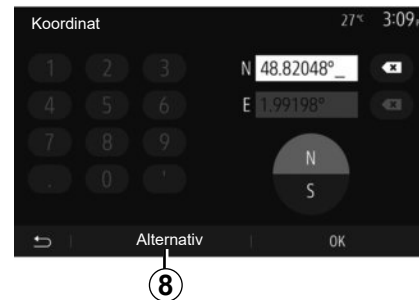 Koordinat 27°C 3:09
1 2 3 N 48.82048°_
4 5 6 E 1.99198°
7 8 9 N
. 0 ' S
Alternativ OK
8